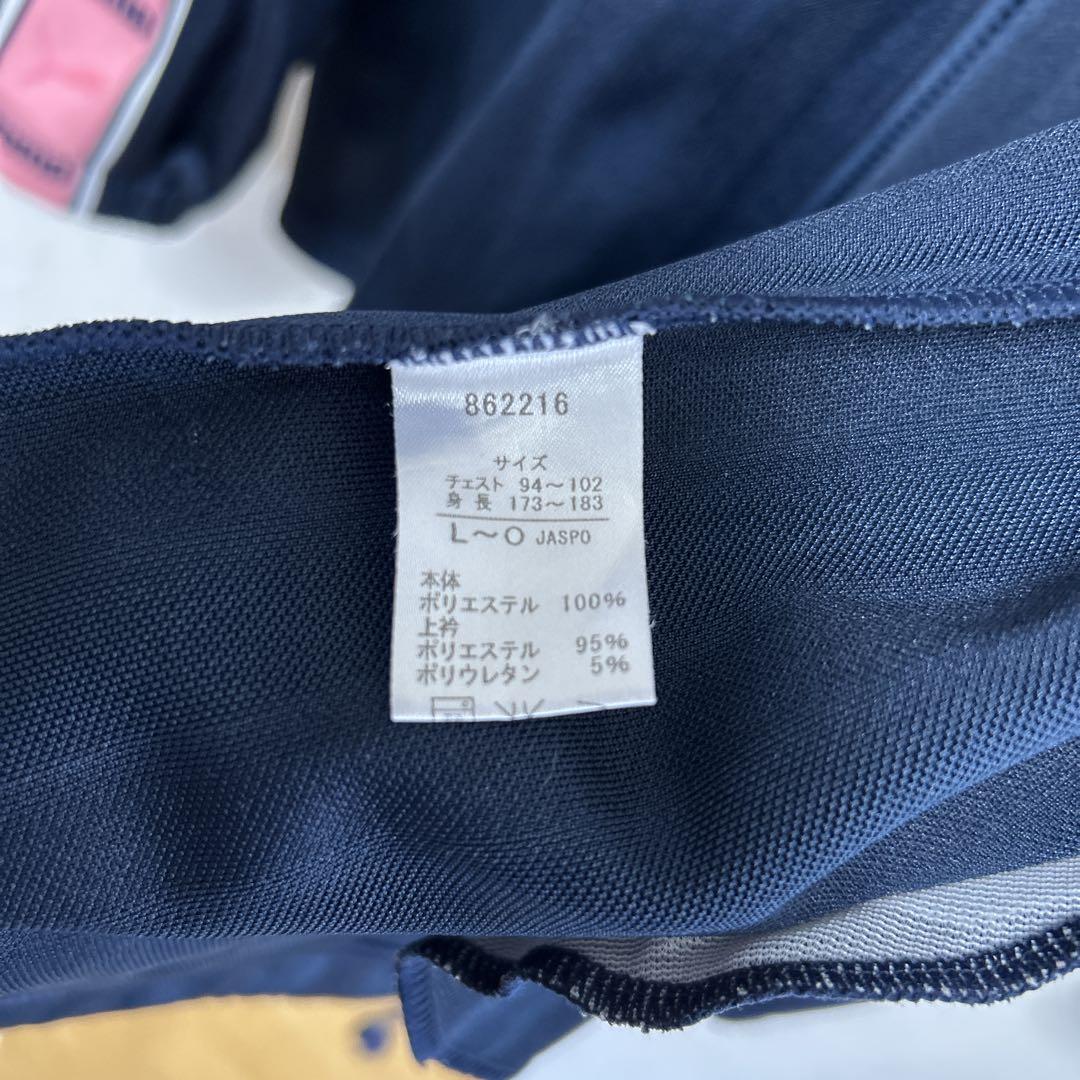 862216
サイズ
チェスト 94～102
身長 173～183
L～O JASPO
本体
ポリエステル 100%
上衿
ポリエステル 95%
ポリウレタン 5%